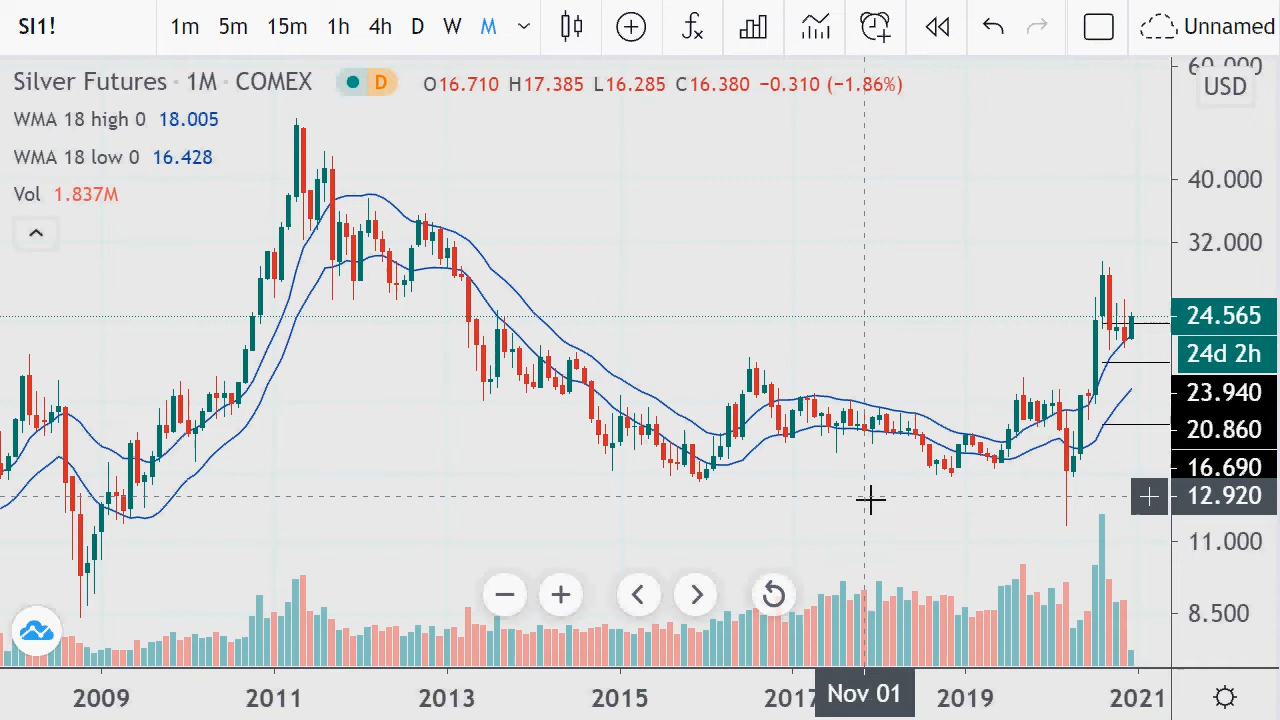 SI1! 1m 5m 15m 1h 4h D W M Unnamed
Silver Futures · 1M · COMEX D O16.710 H17.385 L16.285 C16.380 −0.310 (−1.86%)
WMA 18 high 0 18.005
WMA 18 low 0 16.428
Vol 1.837M
60.000
USD
40.000
32.000
24.565
24d 2h
23.940
20.860
16.690
12.920
11.000
8.500
2009 2011 2013 2015 2017 Nov 01 2019 2021